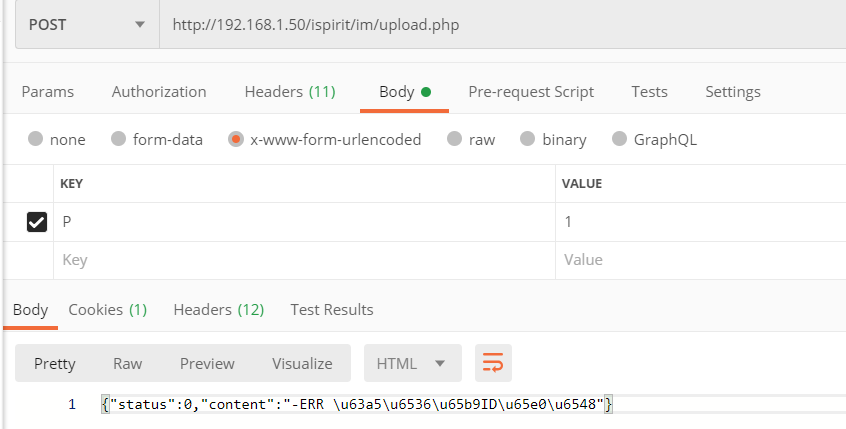 POST http://192.168.1.50/ispirit/im/upload.php
Params Authorization Headers (11) Body Pre-request Script Tests Settings
none form-data x-www-form-urlencoded raw binary GraphQL
KEY VALUE
P 1
Key Value
Body Cookies (1) Headers (12) Test Results
Pretty Raw Preview Visualize HTML
1 {"status":0,"content":"-ERR \u63a5\u6536\u65b9ID\u65e0\u6548"}